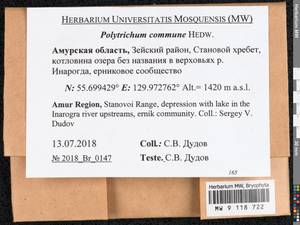 HERBARIUM UNIVERSITATIS MOSQUENSIS (MW)
Polytrichum commune HEDW.
Амурская область, Зейский район, Становой хребет,
котловина озера без названия в верховьях р.
Инарогда, ерниковое сообщество
N: 55.699429° E: 129.972762° Alt.= 1420 m a.s.l.
Amur Region, Stanovoi Range, depression with lake in the
Inarogra river upstreams, ernik community. Coll.: Sergey V.
Dudov
13.07.2018 Coll.: С.В. Дудов
№ 2018_Br_0147 Teste. С.В. Дудов
165
Herbarium MW, Bryophyta
MW 9 118 722